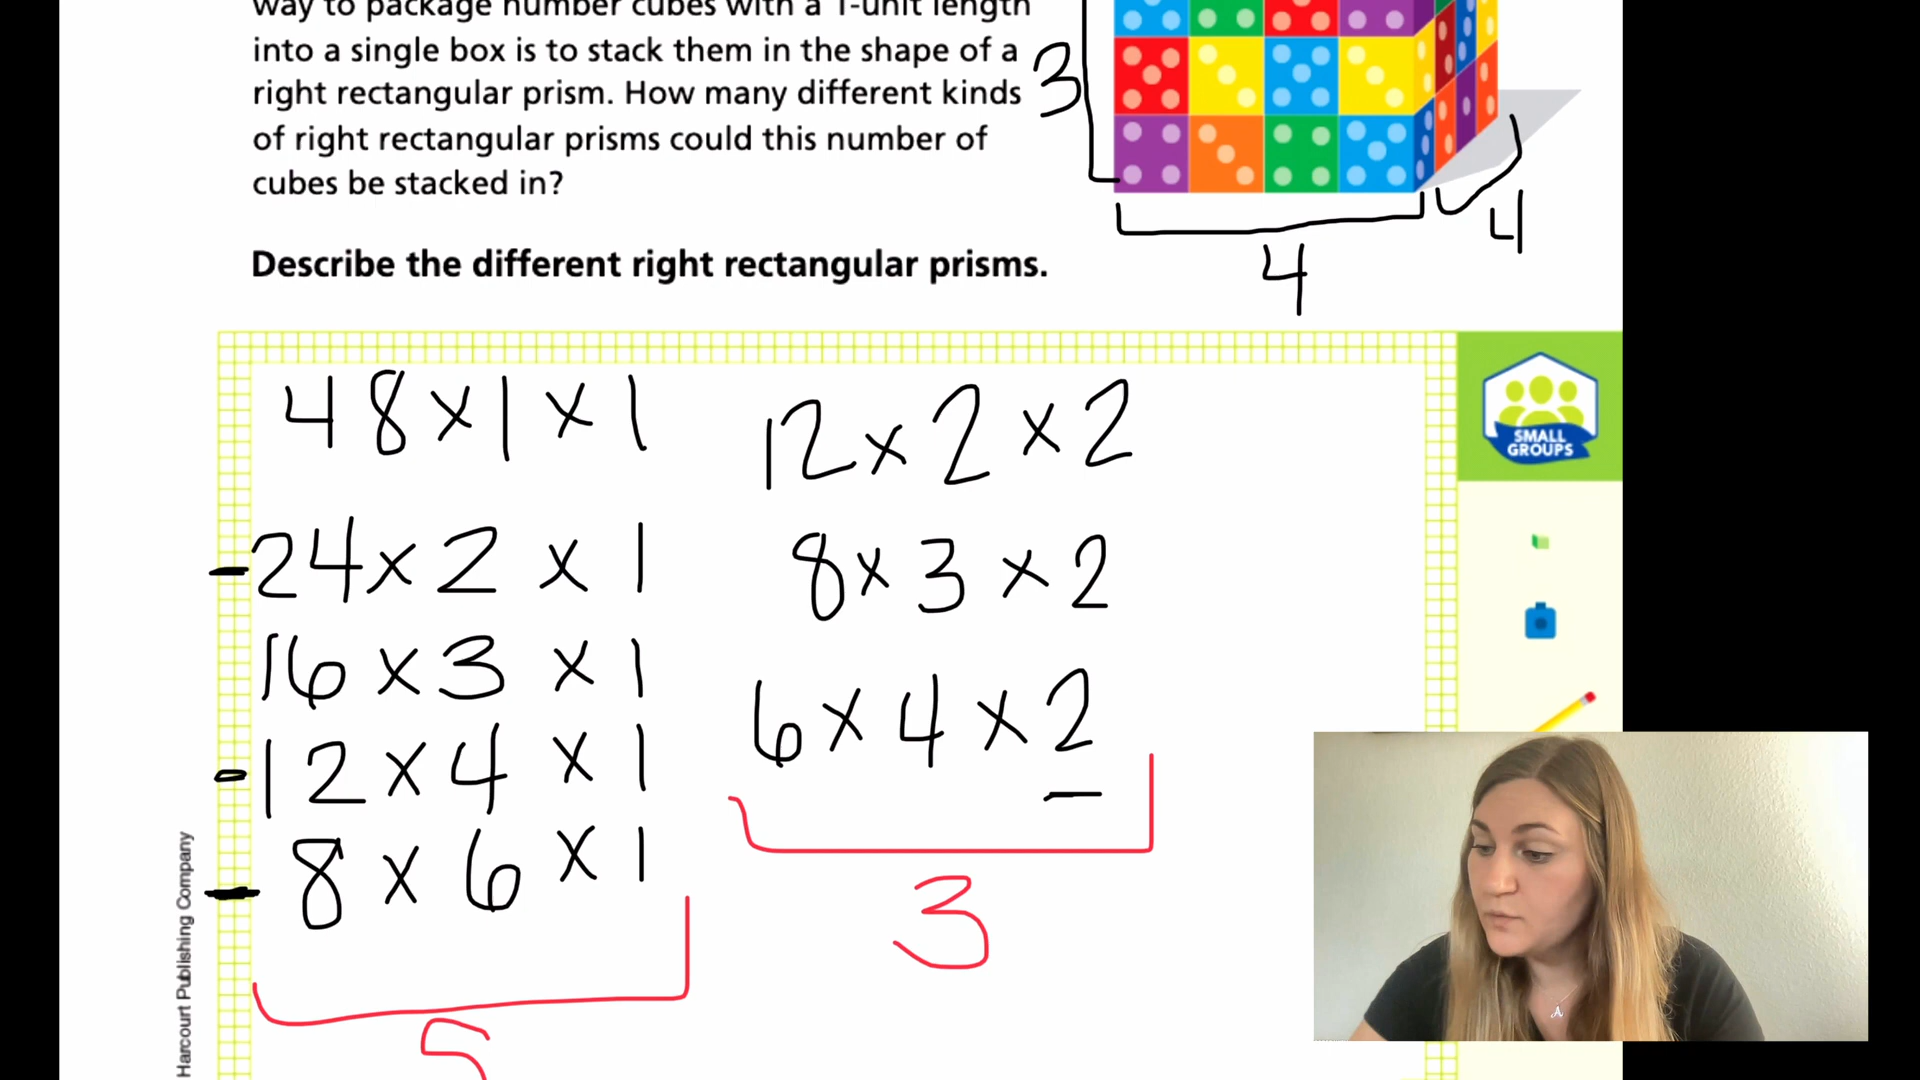 way to package number cubes with a 1-unit length
into a single box is to stack them in the shape of a
right rectangular prism. How many different kinds
of right rectangular prisms could this number of
cubes be stacked in?
3
4
4
Describe the different right rectangular prisms.
48 x 1 x 1
- 24 x 2 x 1
16 x 3 x 1
- 12 x 4 x 1
- 8 x 6 x 1
5
12 x 2 x 2
8 x 3 x 2
6 x 4 x 2
3
SMALL
GROUPS
Harcourt Publishing Company
A